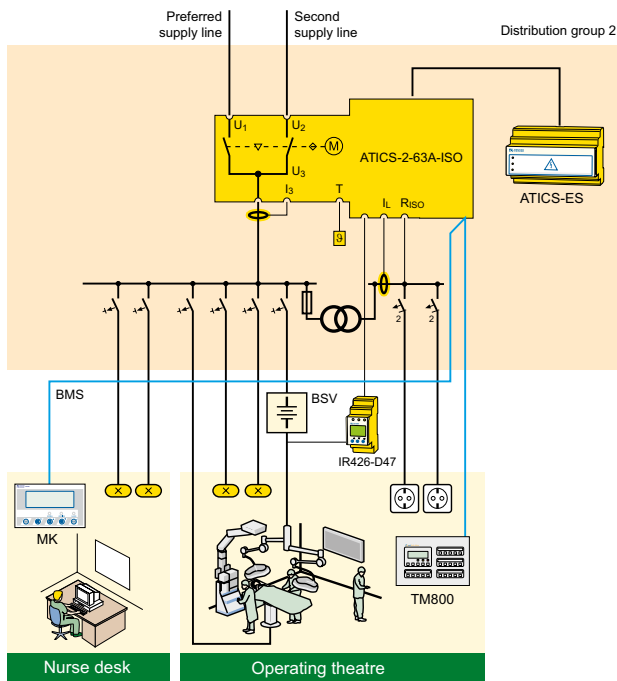 Preferred
supply line
Second
supply line
Distribution group 2
U1
U2
M
ATICS-2-63A-ISO
U3
I3
T
IL
RISO
ATICS-ES
ϑ
2
2
BMS
BSV
IR426-D47
MK
TM800
Nurse desk
Operating theatre